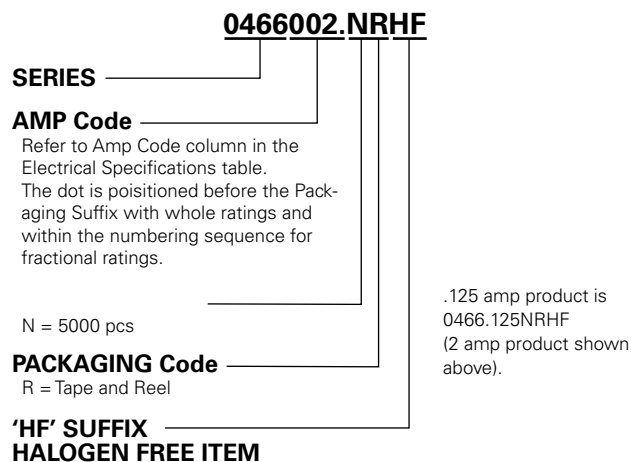 0466002.NRHF
SERIES
AMP Code
Refer to Amp Code column in the
Electrical Specifications table.
The dot is poisitioned before the Pack-
aging Suffix with whole ratings and
within the numbering sequence for
fractional ratings.
N = 5000 pcs
PACKAGING Code
R = Tape and Reel
'HF' SUFFIX
HALOGEN FREE ITEM
.125 amp product is
0466.125NRHF
(2 amp product shown
above).